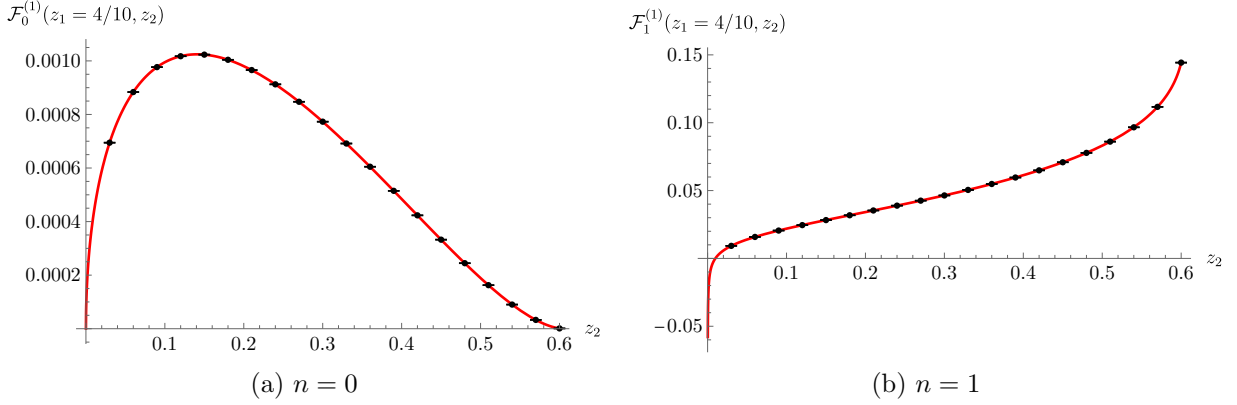 $\mathcal{F}_0^{(1)}(z_1 = 4/10, z_2)$
0.0010
0.0008
0.0006
0.0004
0.0002
0.1 0.2 0.3 0.4 0.5 0.6 $z_2$
(a) $n = 0$
$\mathcal{F}_1^{(1)}(z_1 = 4/10, z_2)$
0.15
0.10
0.05
−0.05
0.1 0.2 0.3 0.4 0.5 0.6 $z_2$
(b) $n = 1$